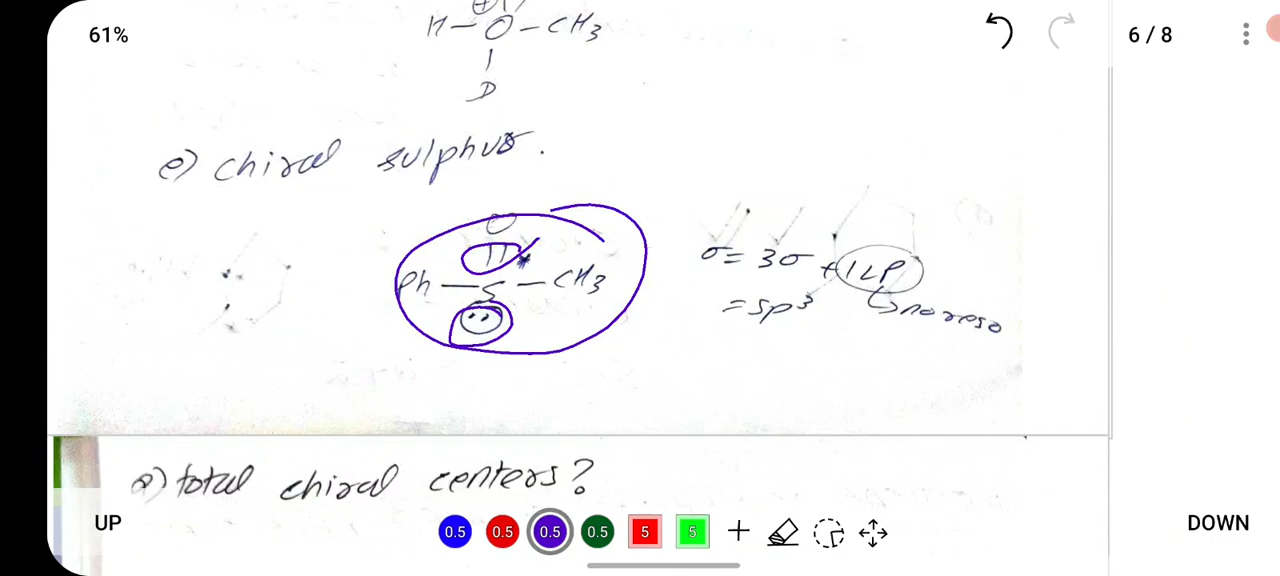 61%
6 / 8
⊕
H – O – CH3
|
D
e) chiral sulphur.
O
||
Ph — S – CH3
σ = 3σ + 1LP
= sp³ ↳ no reso
Q) total chiral centers?
UP
0.5 0.5 0.5 0.5 5 5 +
DOWN